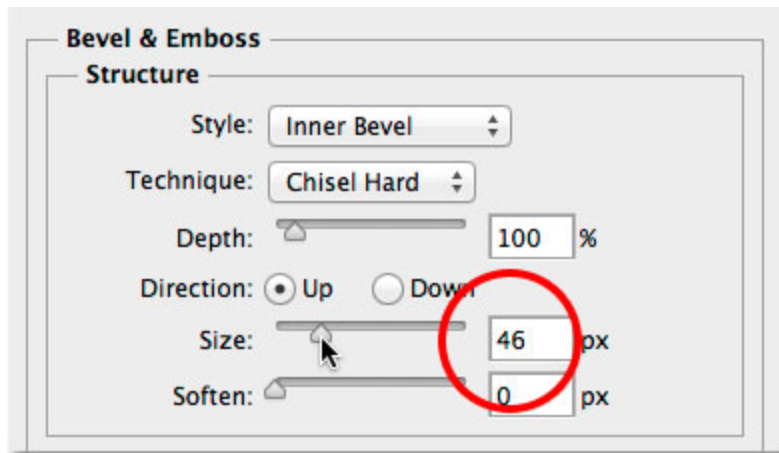 Bevel & Emboss
Structure
Style: Inner Bevel
Technique: Chisel Hard
Depth: 100 %
Direction: Up Down
Size: 46 px
Soften: 0 px